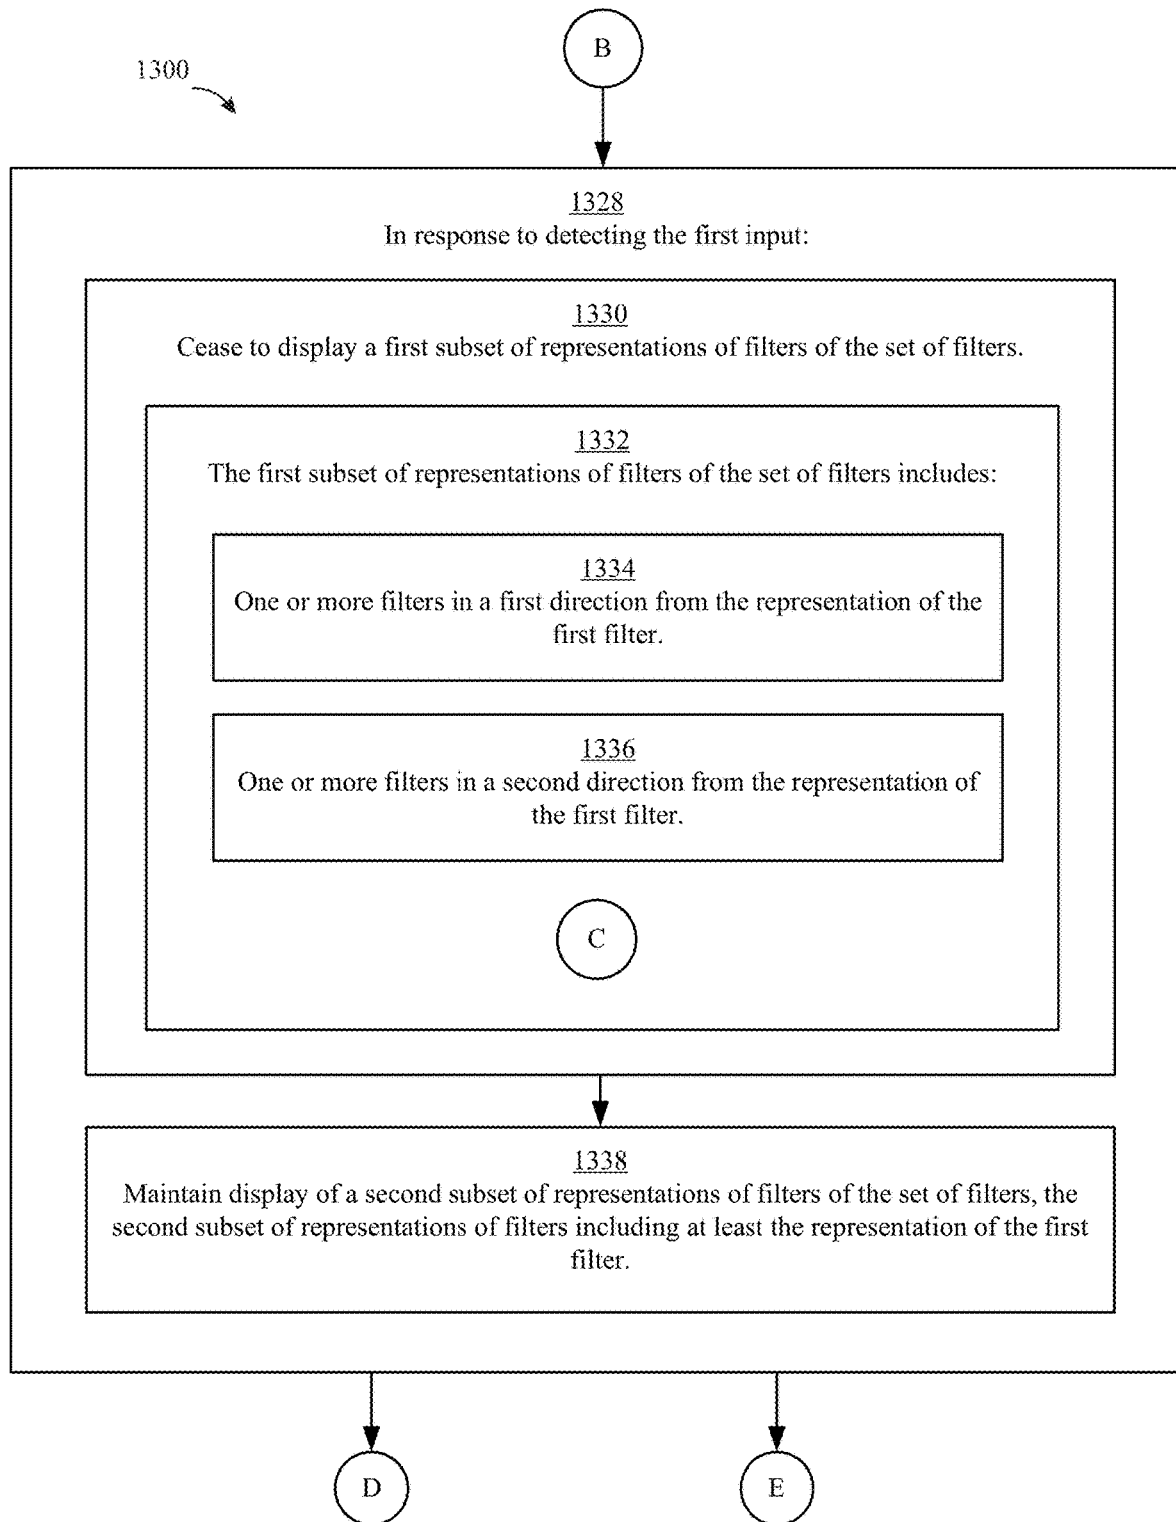 B
1300
1328
In response to detecting the first input:
1330
Cease to display a first subset of representations of filters of the set of filters.
1332
The first subset of representations of filters of the set of filters includes:
1334
One or more filters in a first direction from the representation of the
first filter.
1336
One or more filters in a second direction from the representation of
the first filter.
C
1338
Maintain display of a second subset of representations of filters of the set of filters, the
second subset of representations of filters including at least the representation of the first
filter.
D
E